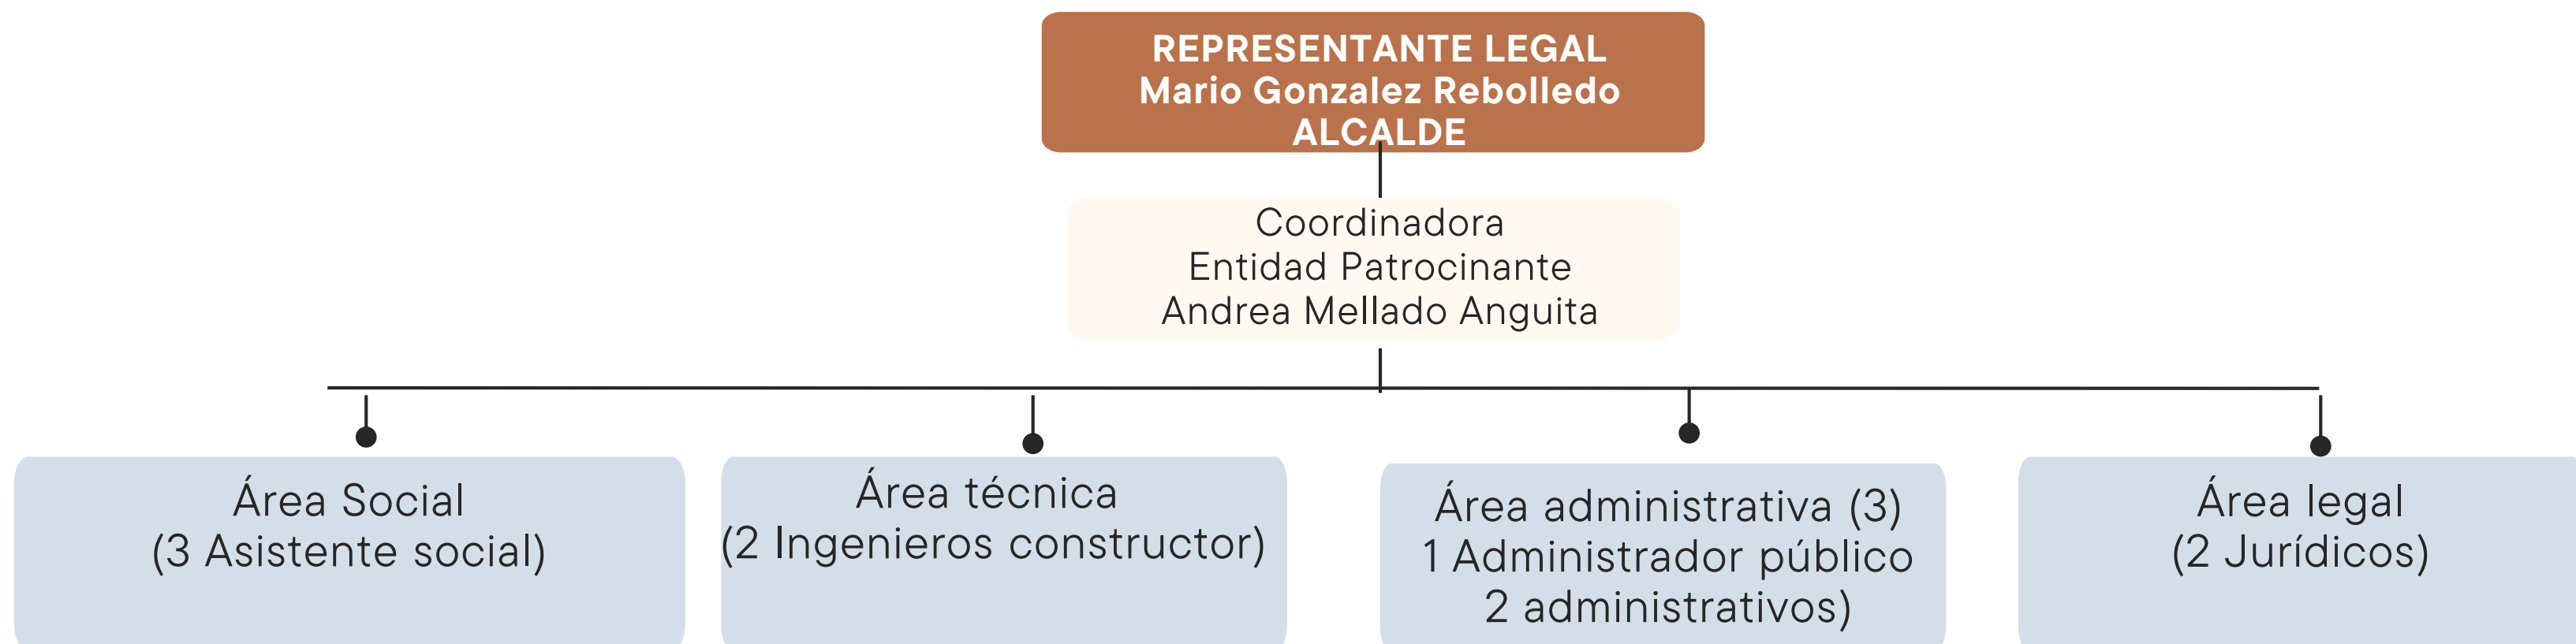 REPRESENTANTE LEGAL
Mario Gonzalez Rebolledo
ALCALDE
Coordinadora
Entidad Patrocinante
Andrea Mellado Anguita
Área Social
(3 Asistente social)
Área técnica
(2 Ingenieros constructor)
Área administrativa (3)
1 Administrador público
2 administrativos)
Área legal
(2 Jurídicos)